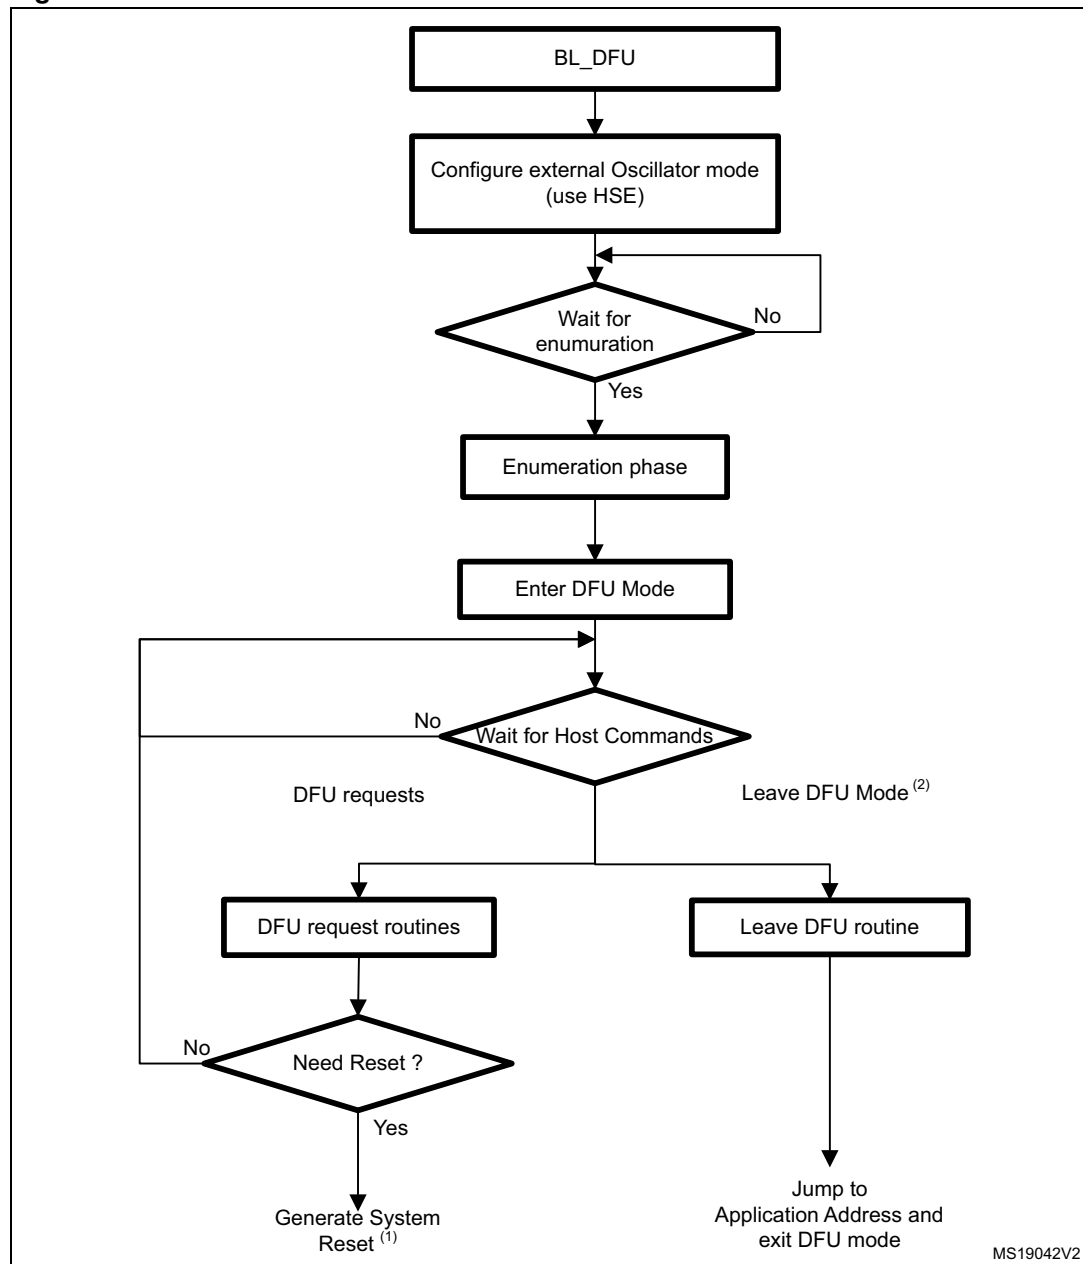 BL_DFU
Configure external Oscillator mode
(use HSE)
Wait for
enumuration
No
Yes
Enumeration phase
Enter DFU Mode
No
Wait for Host Commands
DFU requests
Leave DFU Mode (2)
DFU request routines
Leave DFU routine
No
Need Reset ?
Yes
Generate System
Reset (1)
Jump to
Application Address and
exit DFU mode
MS19042V2